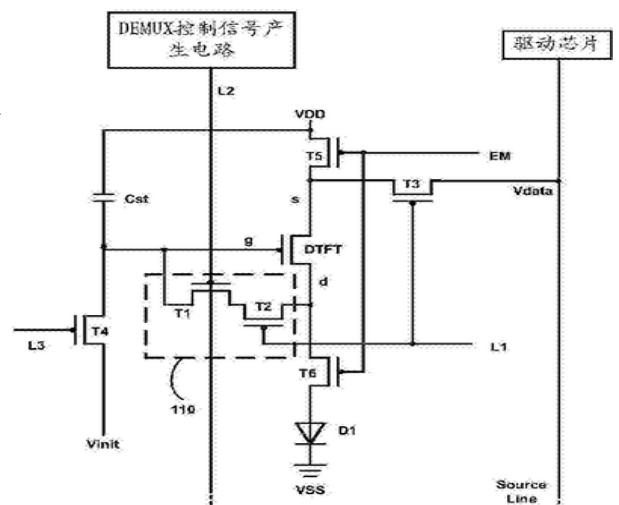 DEMUX控制信号产
生电路
驱动芯片
L2
VDD
T5
EM
T3
Vdata
Cst
s
g
DTFT
d
T1
T2
T4
L3
L1
T6
110
D1
Vinit
VSS
Source
Line